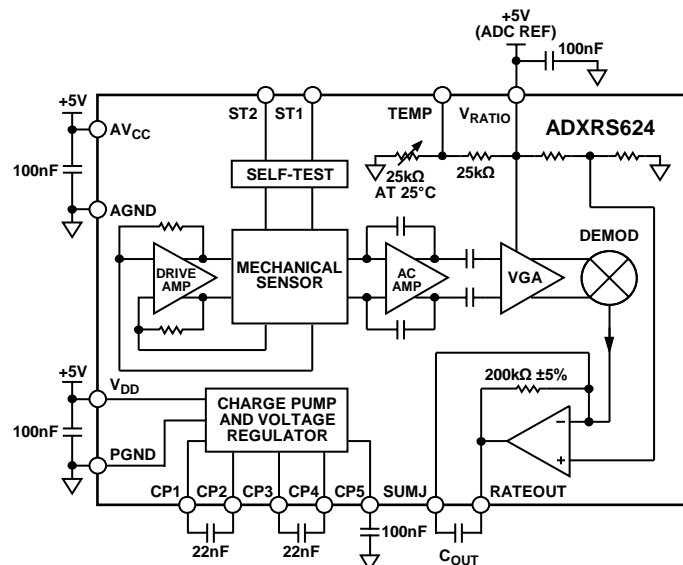 +5V
(ADC REF)
100nF
+5V
AVCC
100nF
AGND
ST2
ST1
TEMP
VRATIO
ADXRS624
25kΩ
AT 25°C
25kΩ
SELF-TEST
DRIVE
AMP
MECHANICAL
SENSOR
AC
AMP
VGA
DEMOD
+5V
VDD
100nF
PGND
CHARGE PUMP
AND VOLTAGE
REGULATOR
200kΩ ±5%
–
+
CP1
CP2
CP3
CP4
CP5
SUMJ
RATEOUT
22nF
22nF
100nF
COUT